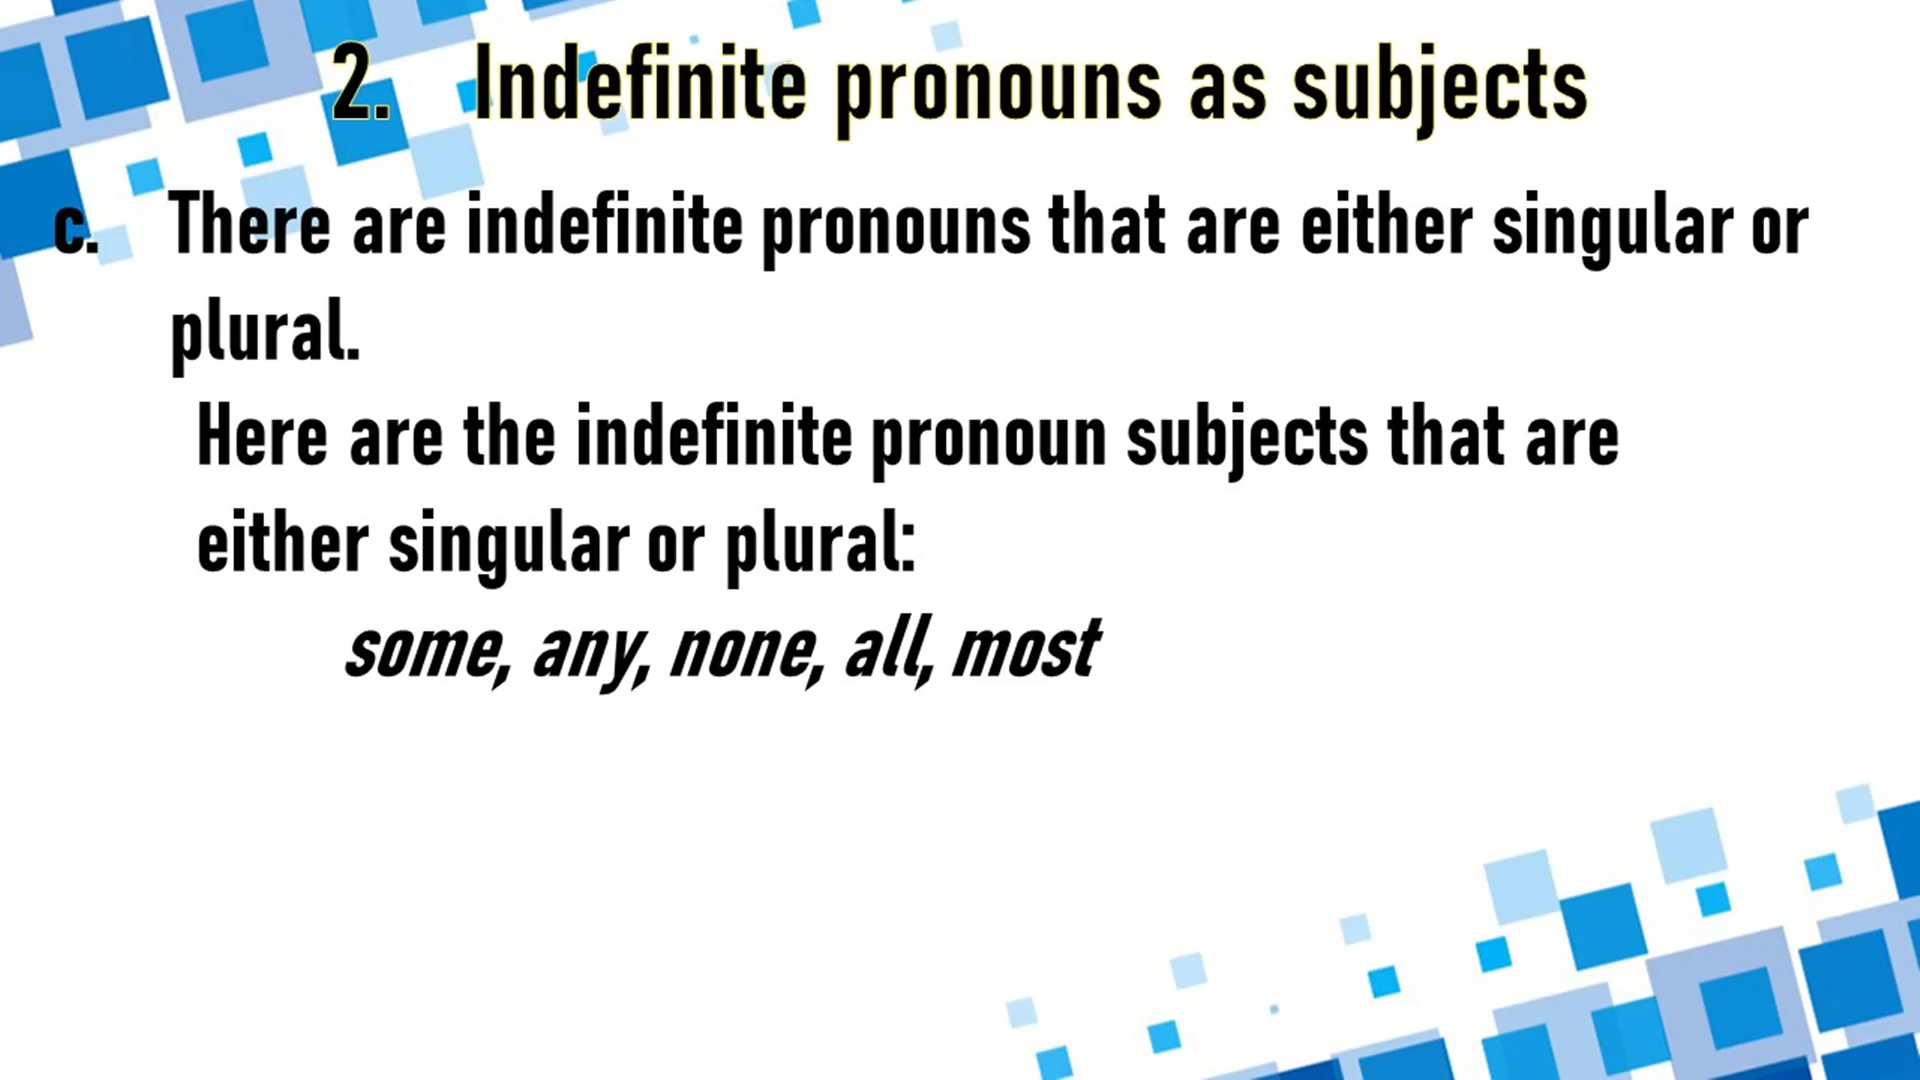 2. Indefinite pronouns as subjects
c. There are indefinite pronouns that are either singular or
plural.
Here are the indefinite pronoun subjects that are
either singular or plural:
some, any, none, all, most